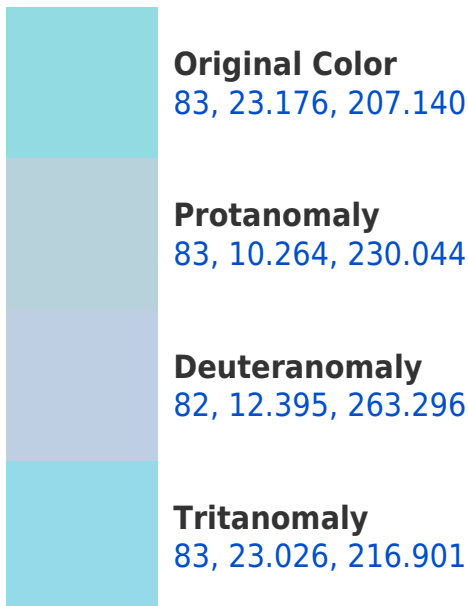 Original Color
83, 23.176, 207.140
Protanomaly
83, 10.264, 230.044
Deuteranomaly
82, 12.395, 263.296
Tritanomaly
83, 23.026, 216.901